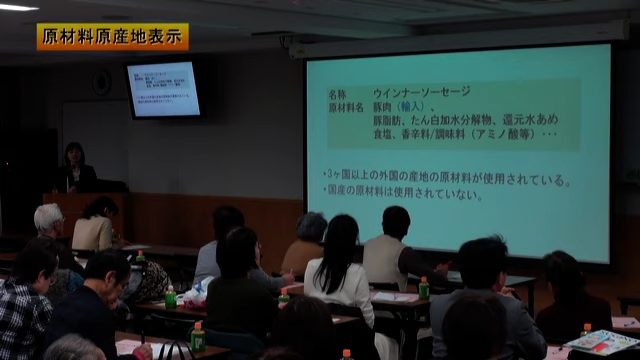 原材料原産地表示
名称　ウインナーソーセージ
原材料名　豚肉（輸入）、
豚脂肪、たん白加水分解物、還元水あめ
食塩、香辛料/調味料（アミノ酸等）･･･
・3ヶ国以上の外国の産地の原材料が使用されている。
・国産の原材料は使用されていない。